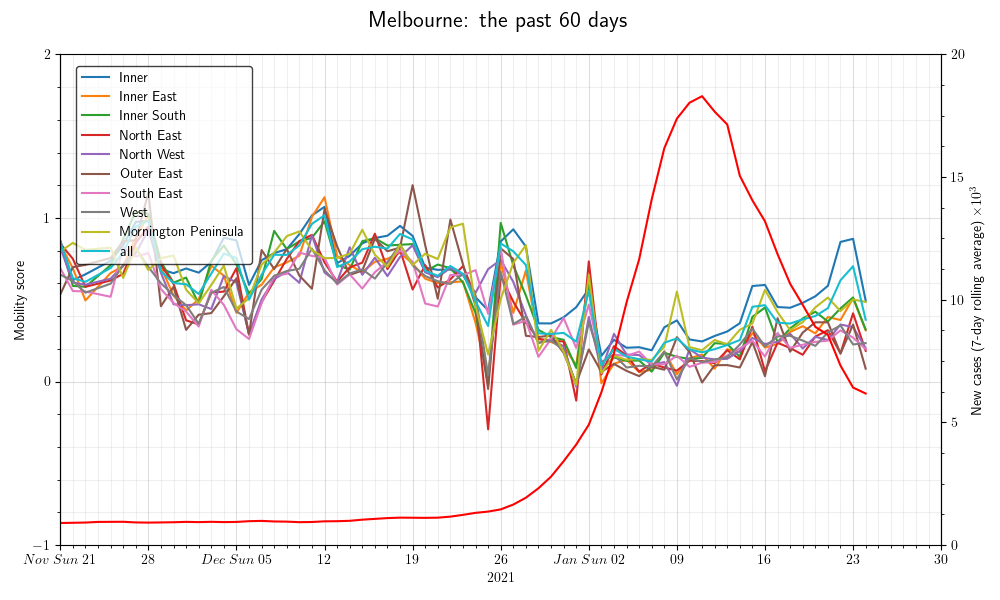 Melbourne: the past 60 days
2
1
0
−1
Mobility score
Inner
Inner East
Inner South
North East
North West
Outer East
South East
West
Mornington Peninsula
all
20
15
10
5
0
New cases (7-day rolling average) ×10³
Nov Sun 21
28
Dec Sun 05
12
19
26
Jan Sun 02
09
16
23
30
2021